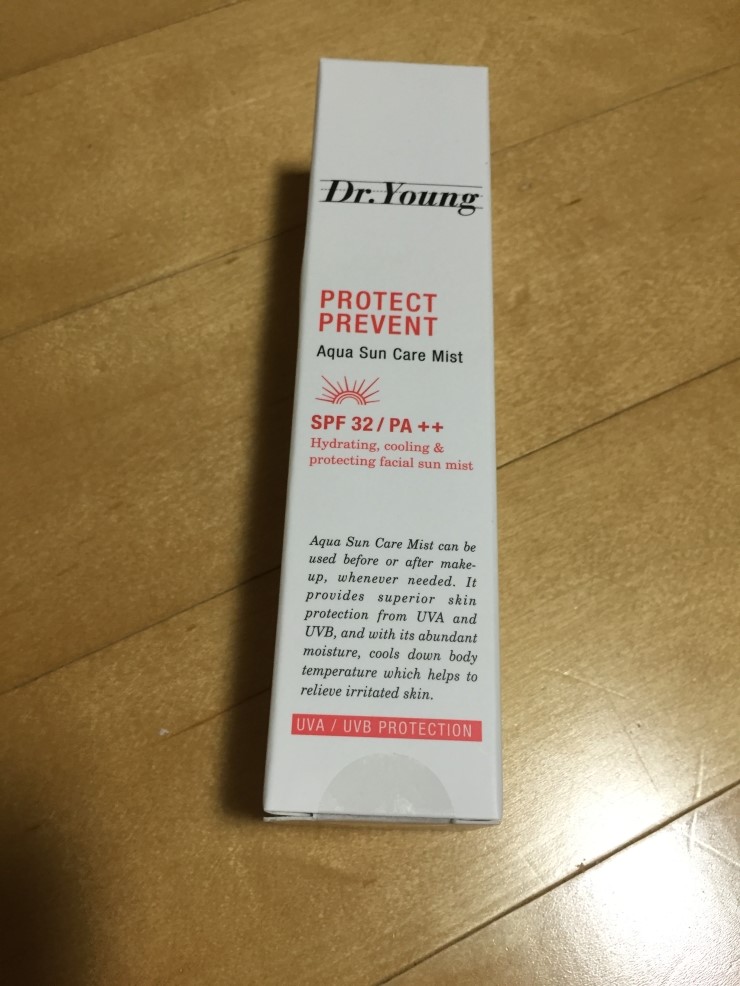 Dr.Young
PROTECT
PREVENT
Aqua Sun Care Mist
SPF 32 / PA ++
Hydrating, cooling &
protecting facial sun mist
Aqua Sun Care Mist can be
used before or after make-
up, whenever needed. It
provides superior skin
protection from UVA and
UVB, and with its abundant
moisture, cools down body
temperature which helps to
relieve irritated skin.
UVA / UVB PROTECTION